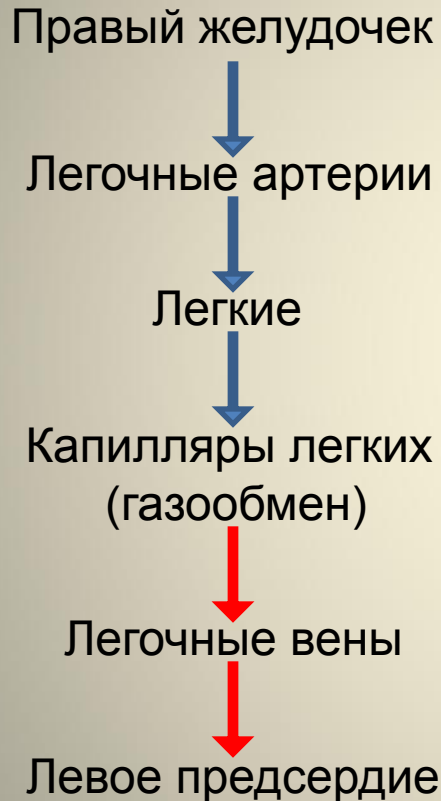 Правый желудочек
Легочные артерии
Легкие
Капилляры легких
(газообмен)
Легочные вены
Левое предсердие